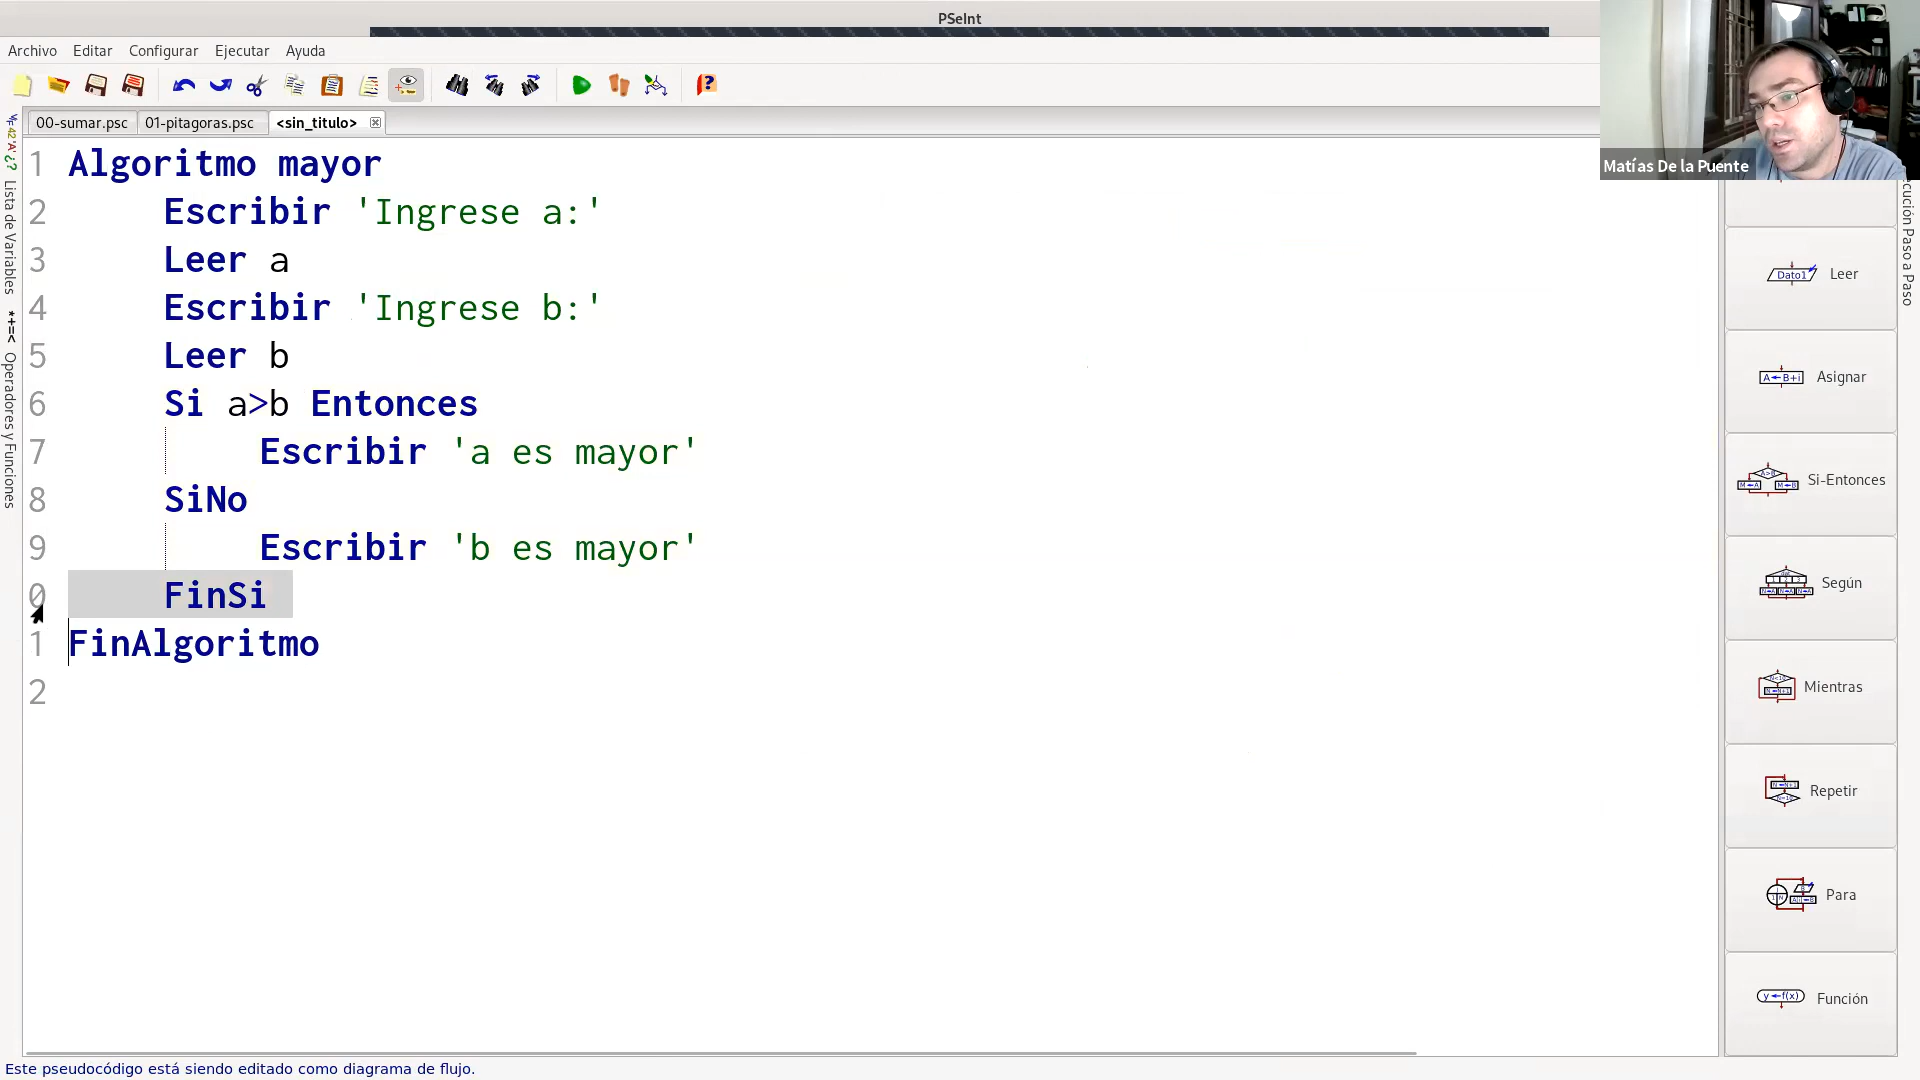 PSeInt
Archivo Editar Configurar Ejecutar Ayuda
00-sumar.psc 01-pitagoras.psc <sin_titulo>
Matías De la Puente
1 Algoritmo mayor
2 Escribir 'Ingrese a:'
3 Leer a
4 Escribir 'Ingrese b:'
5 Leer b
6 Si a>b Entonces
7 Escribir 'a es mayor'
8 SiNo
9 Escribir 'b es mayor'
0 FinSi
1 FinAlgoritmo
2
Lista de Variables
*+=< Operadores y Funciones
Leer
Asignar
Si-Entonces
Según
Mientras
Repetir
Para
Función
ecución Paso a Paso
Este pseudocódigo está siendo editado como diagrama de flujo.